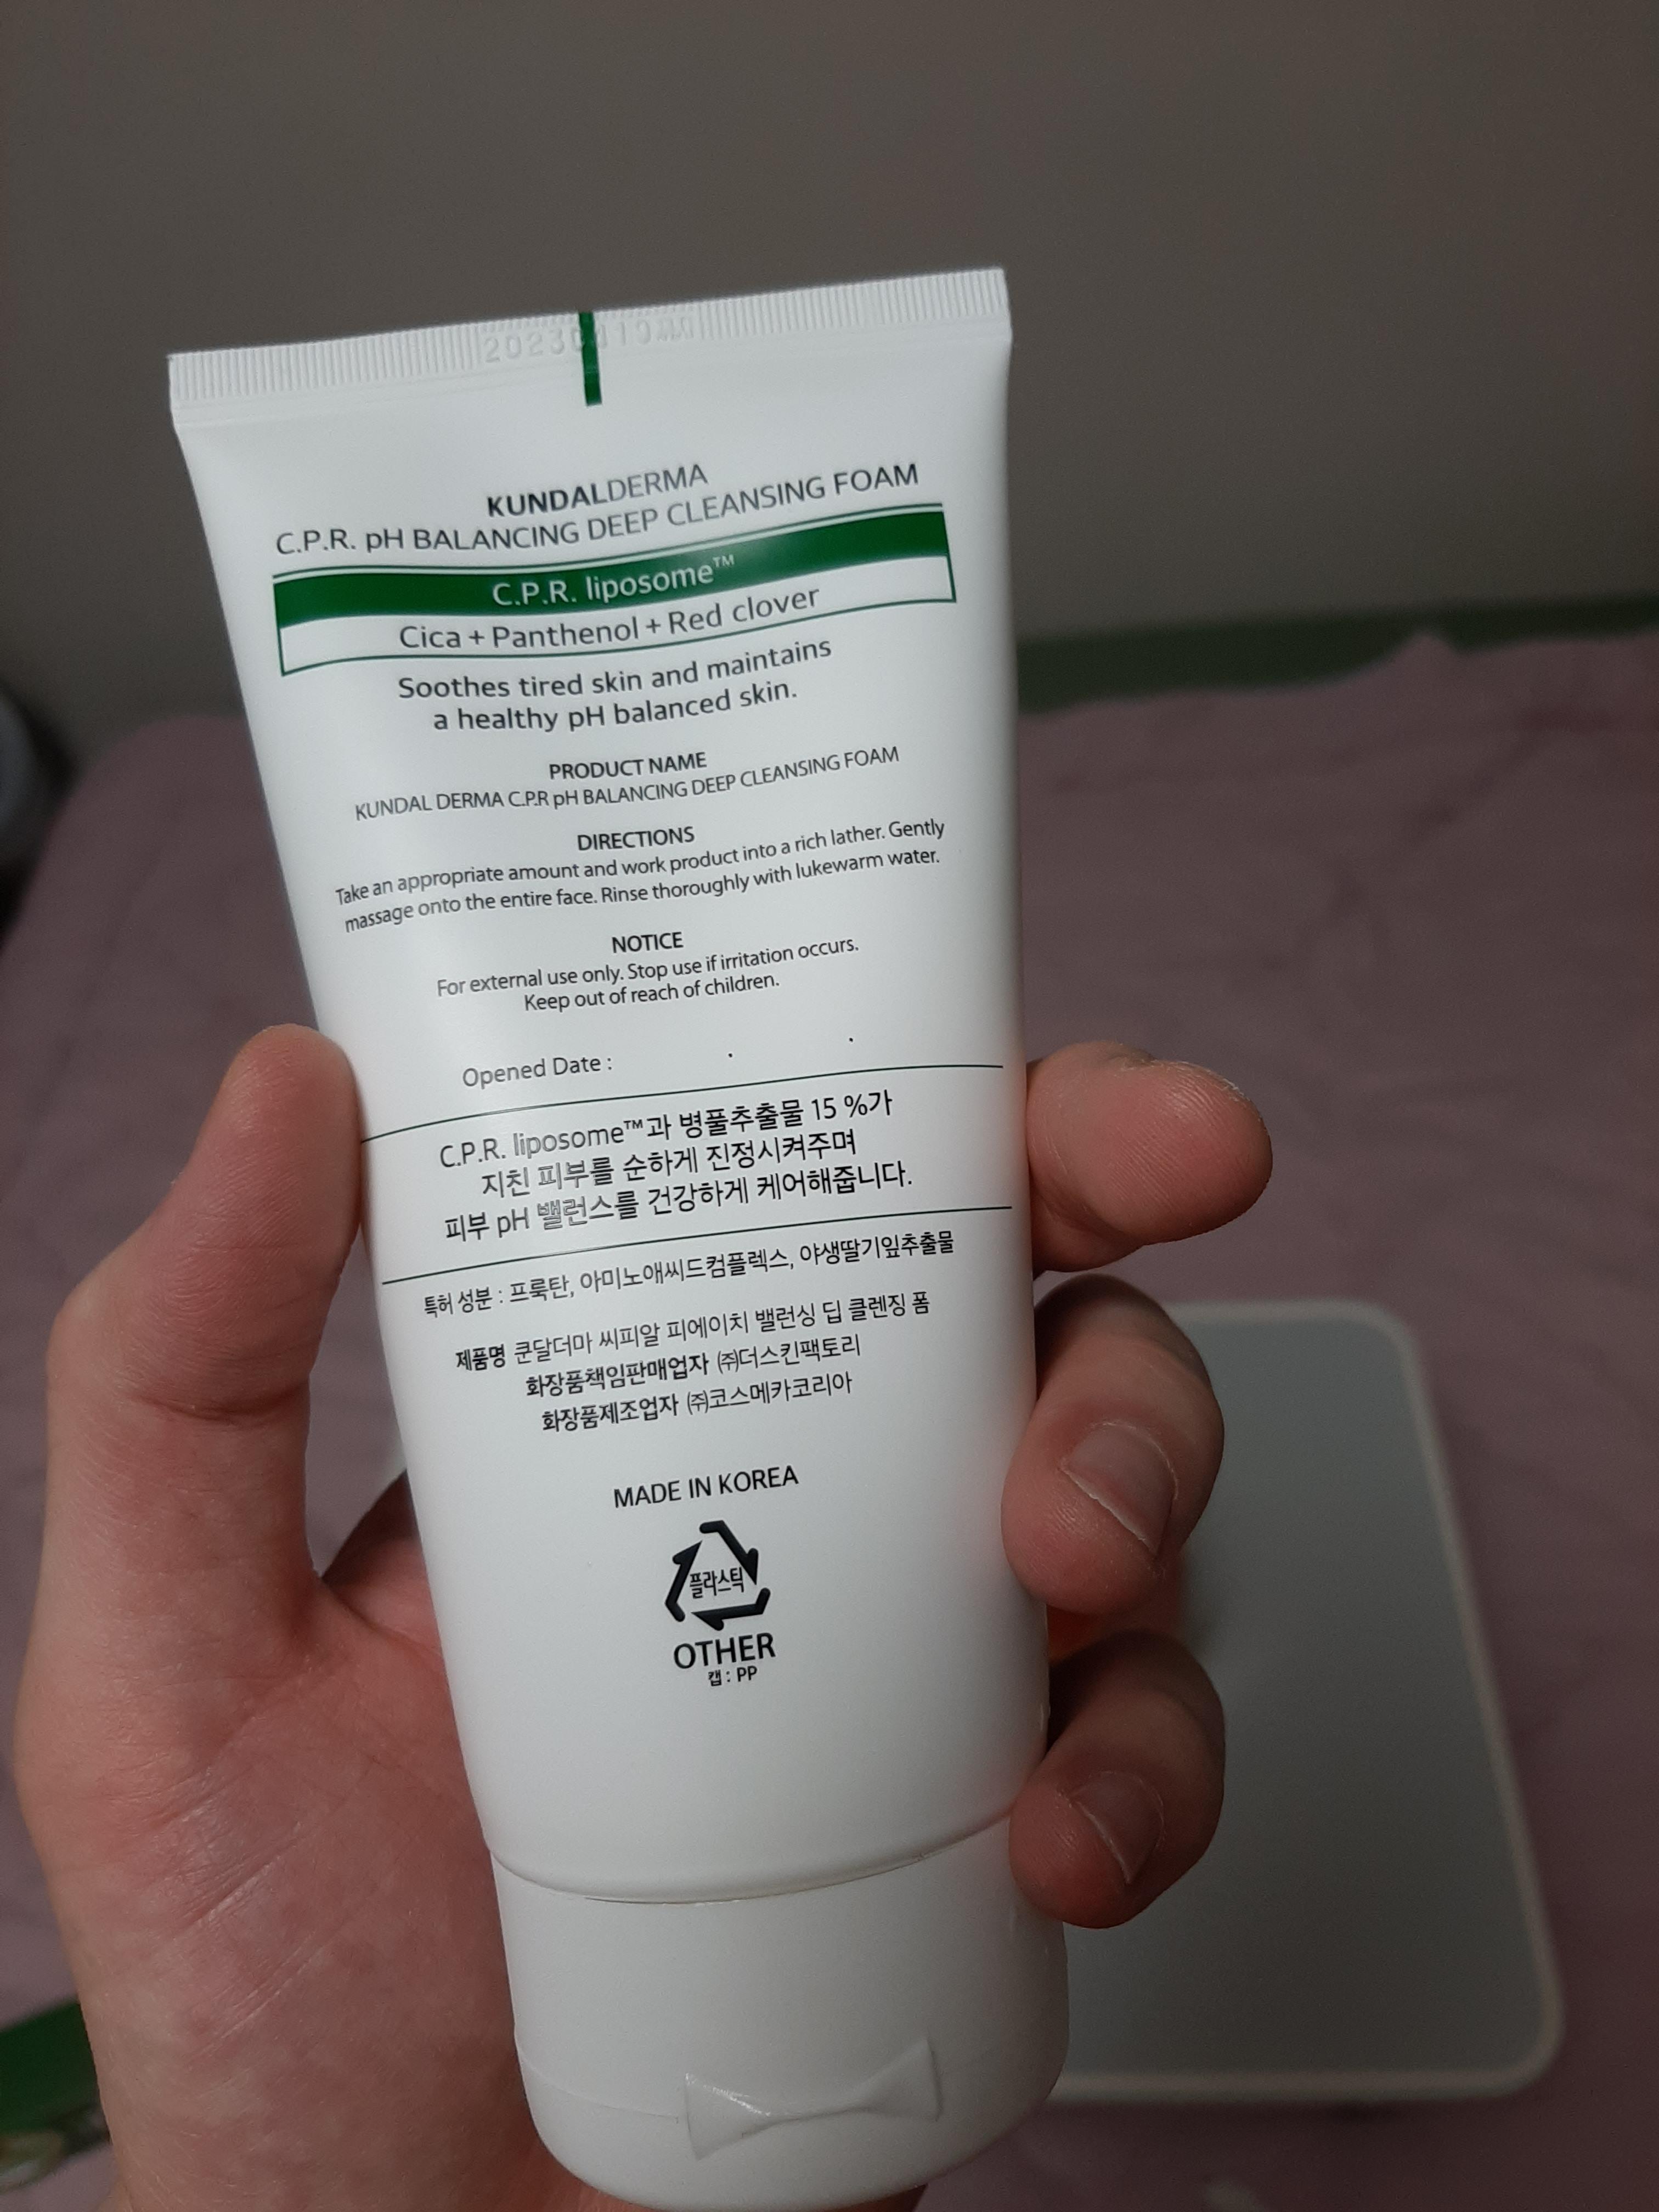 KUNDALDERMA
C.P.R. pH BALANCING DEEP CLEANSING FOAM
C.P.R. liposome™
Cica + Panthenol + Red clover
Soothes tired skin and maintains
a healthy pH balanced skin.
PRODUCT NAME
KUNDAL DERMA C.P.R pH BALANCING DEEP CLEANSING FOAM
DIRECTIONS
Take an appropriate amount and work product into a rich lather. Gently
massage onto the entire face. Rinse thoroughly with lukewarm water.
NOTICE
For external use only. Stop use if irritation occurs.
Keep out of reach of children.
Opened Date : . .
C.P.R. liposome™과 병풀추출물 15 %가
지친 피부를 순하게 진정시켜주며
피부 pH 밸런스를 건강하게 케어해줍니다.
특허 성분 : 프룩탄, 아미노애씨드컴플렉스, 야생딸기잎추출물
제품명 쿤달더마 씨피알 피에이치 밸런싱 딥 클렌징 폼
화장품책임판매업자 ㈜더스킨팩토리
화장품제조업자 ㈜코스메카코리아
MADE IN KOREA
플라스틱
OTHER
캡 : PP